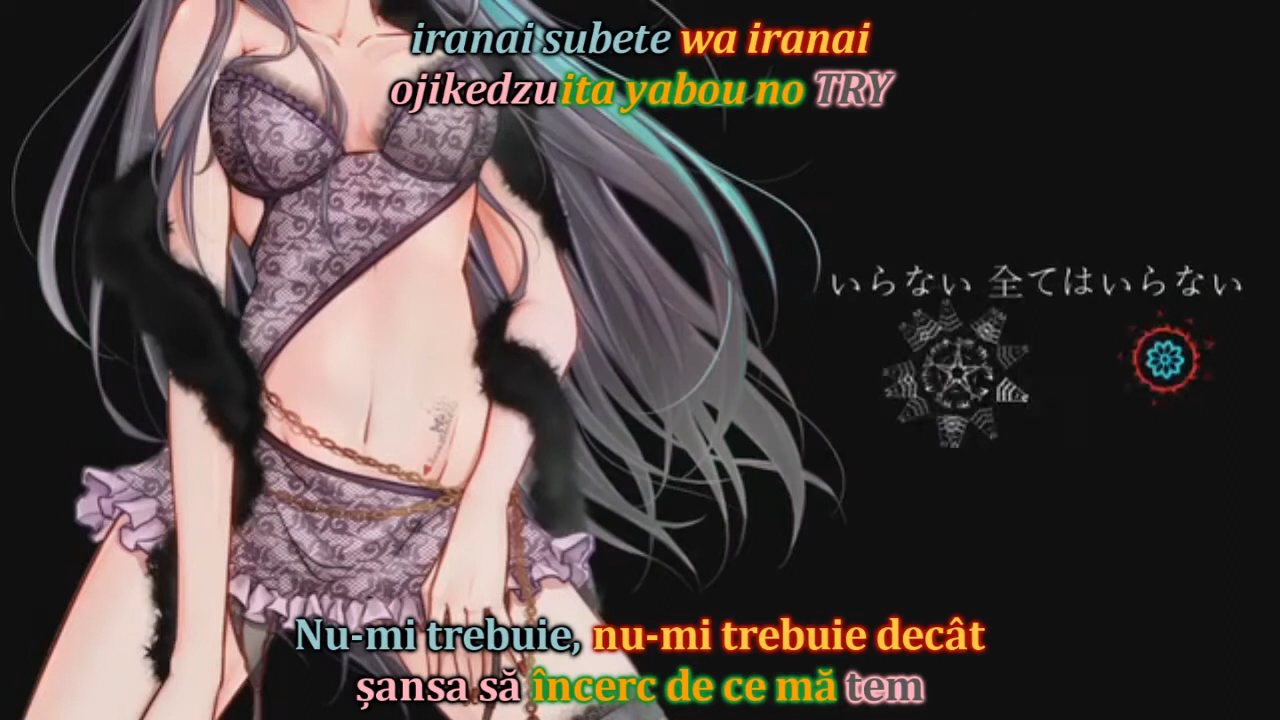 iranai subete wa iranai
ojikedzuita yabou no TRY
いらない 全てはいらない
Nu-mi trebuie, nu-mi trebuie decât
șansa să încerc de ce mă tem